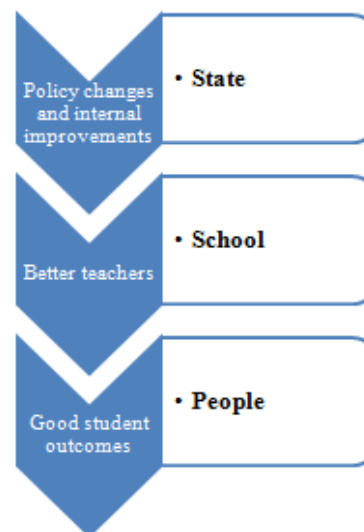 Policy changes
and internal
improvements
• State
Better teachers
• School
Good student
outcomes
• People